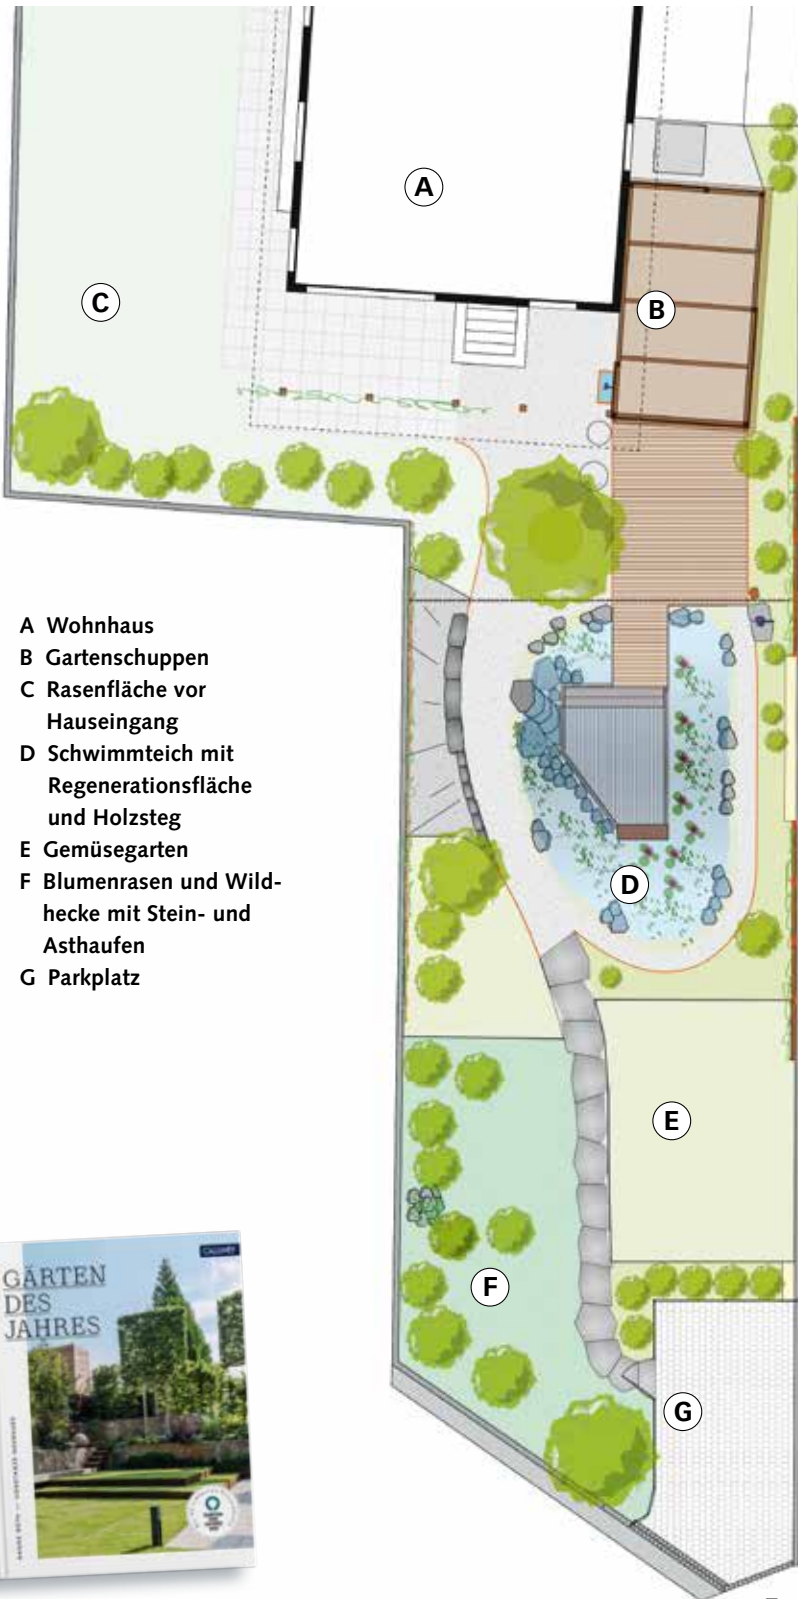 A
B
C
A Wohnhaus
B Gartenschuppen
C Rasenfläche vor
Hauseingang
D Schwimmteich mit
Regenerationsfläche
und Holzsteg
E Gemüsegarten
F Blumenrasen und Wild-
hecke mit Stein- und
Asthaufen
G Parkplatz
D
E
F
G
CALLWEY
GÄRTEN
DES
JAHRES